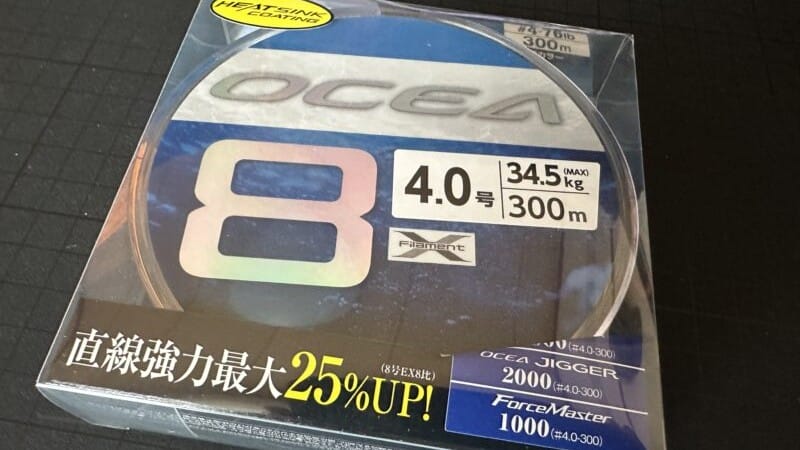 HEAT SINK
COATING
#4-76lb
300m
OCEA
8
4.0号
34.5(MAX)kg
300m
Filament X
直線強力最大25%UP!
(8号EX8比)
(#4.0-300)
OCEA JIGGER
2000(#4.0-300)
ForceMaster
1000(#4.0-300)